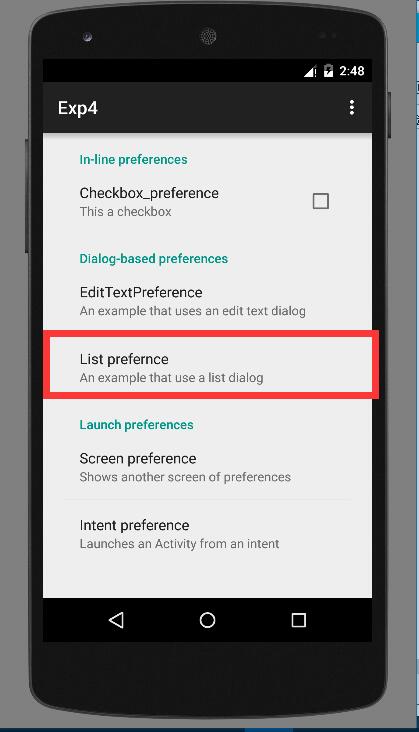 2:48
Exp4
In-line preferences
Checkbox_preference
This a checkbox
Dialog-based preferences
EditTextPreference
An example that uses an edit text dialog
List prefernce
An example that use a list dialog
Launch preferences
Screen preference
Shows another screen of preferences
Intent preference
Launches an Activity from an intent